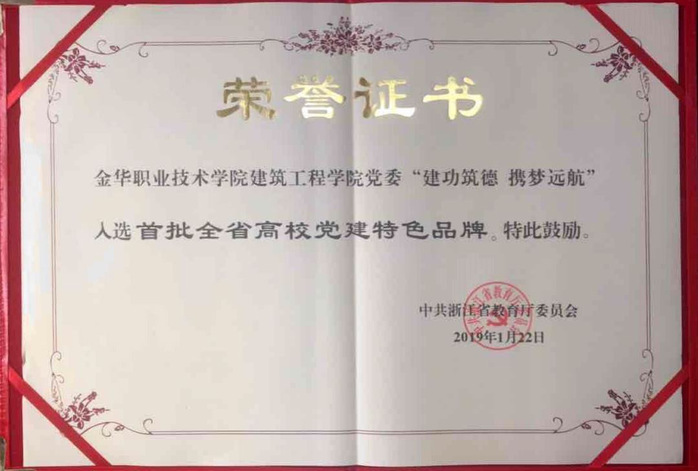 荣誉证书
金华职业技术学院建筑工程学院党委“建功筑德 携梦远航”
入选首批全省高校党建特色品牌。特此鼓励。
中共浙江省教育厅委员会
2019年1月22日